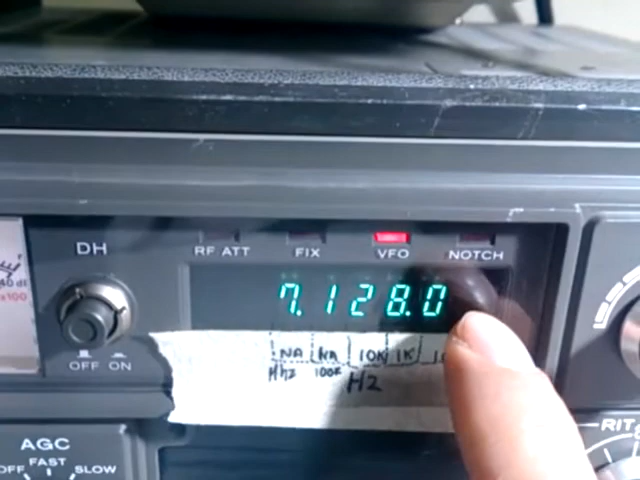 DH
RF ATT FIX VFO NOTCH
7.128.0
NA NA 10K 1K
Mhz 100K Hz
OFF ON
x100
AGC
OFF FAST SLOW
RIT